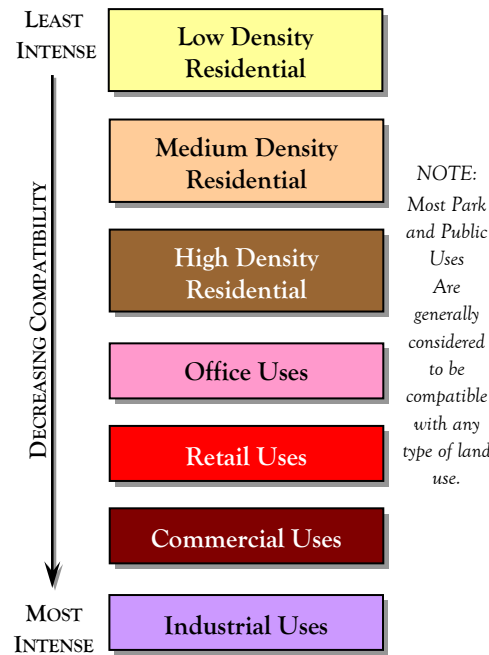 LEAST
INTENSE
Low Density
Residential
Medium Density
Residential
High Density
Residential
Office Uses
Retail Uses
Commercial Uses
Industrial Uses
DECREASING COMPATIBILITY
MOST
INTENSE
NOTE:
Most Park
and Public
Uses
Are
generally
considered
to be
compatible
with any
type of land
use.